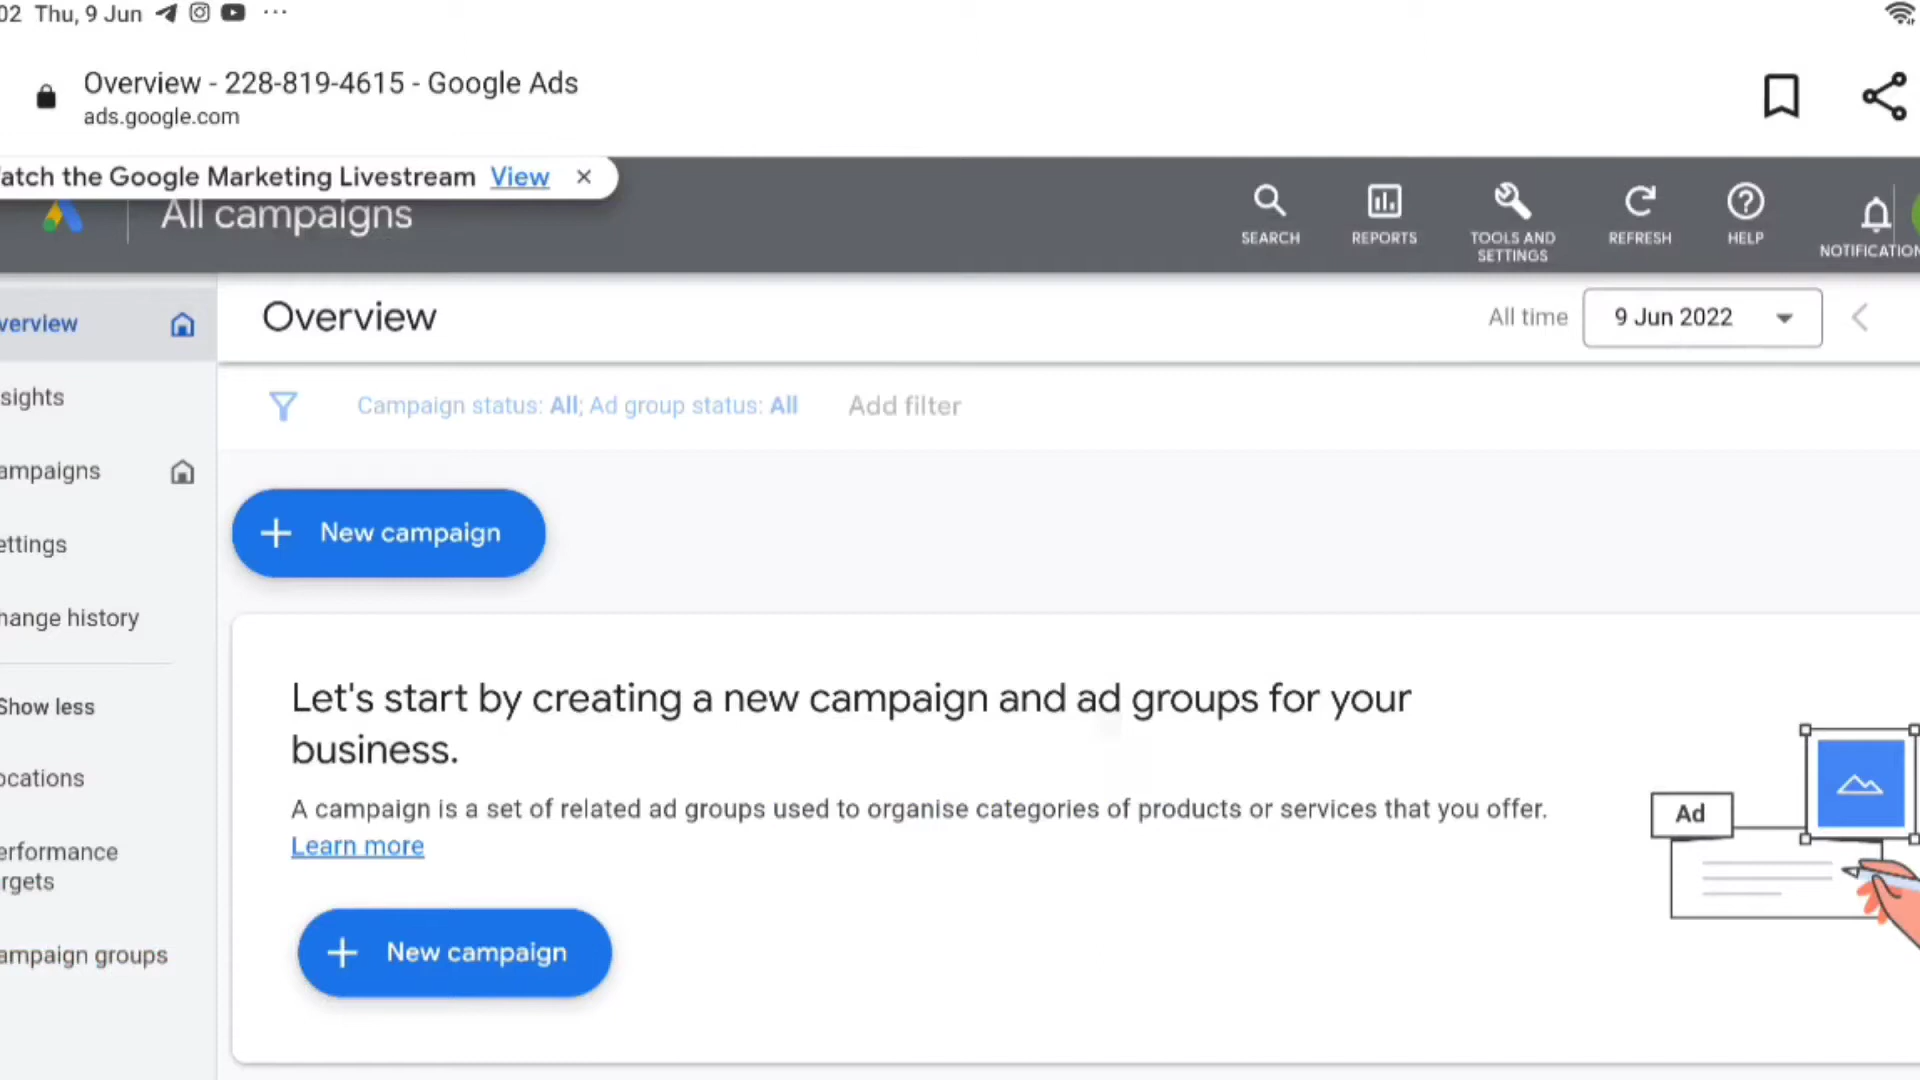 02 Thu, 9 Jun
Overview - 228-819-4615 - Google Ads
ads.google.com
atch the Google Marketing Livestream View ×
All campaigns
SEARCH
REPORTS
TOOLS AND
SETTINGS
REFRESH
HELP
NOTIFICATION
verview
Overview
All time
9 Jun 2022
sights
Campaign status: All; Ad group status: All
Add filter
ampaigns
+ New campaign
ettings
hange history
Show less
Let's start by creating a new campaign and ad groups for your
business.
ocations
A campaign is a set of related ad groups used to organise categories of products or services that you offer.
Learn more
Ad
erformance
rgets
ampaign groups
+ New campaign